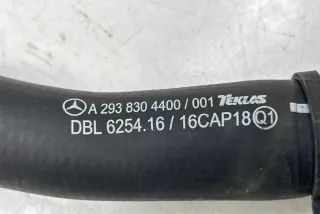 A 293 830 4400 / 001 TEKLAS
DBL 6254.16 / 16CAP18 Q1